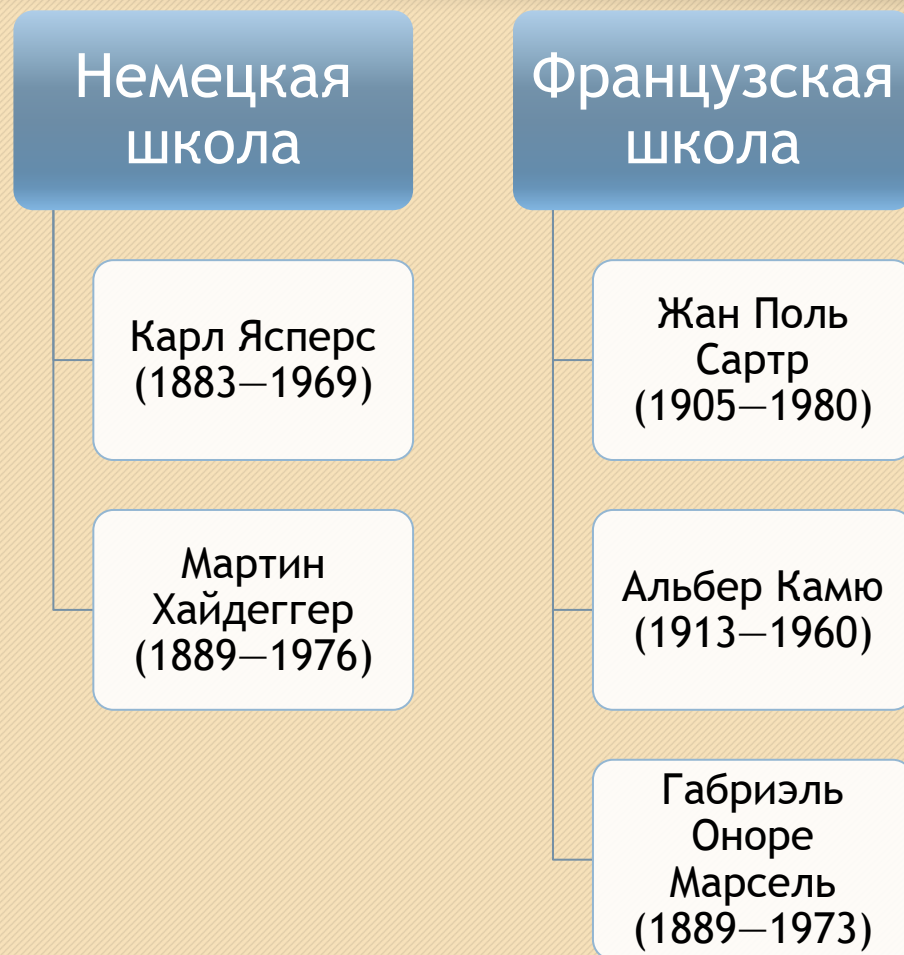 Немецкая
школа
Карл Ясперс
(1883—1969)
Мартин
Хайдеггер
(1889—1976)
Французская
школа
Жан Поль
Сартр
(1905—1980)
Альбер Камю
(1913—1960)
Габриэль
Оноре
Марсель
(1889—1973)